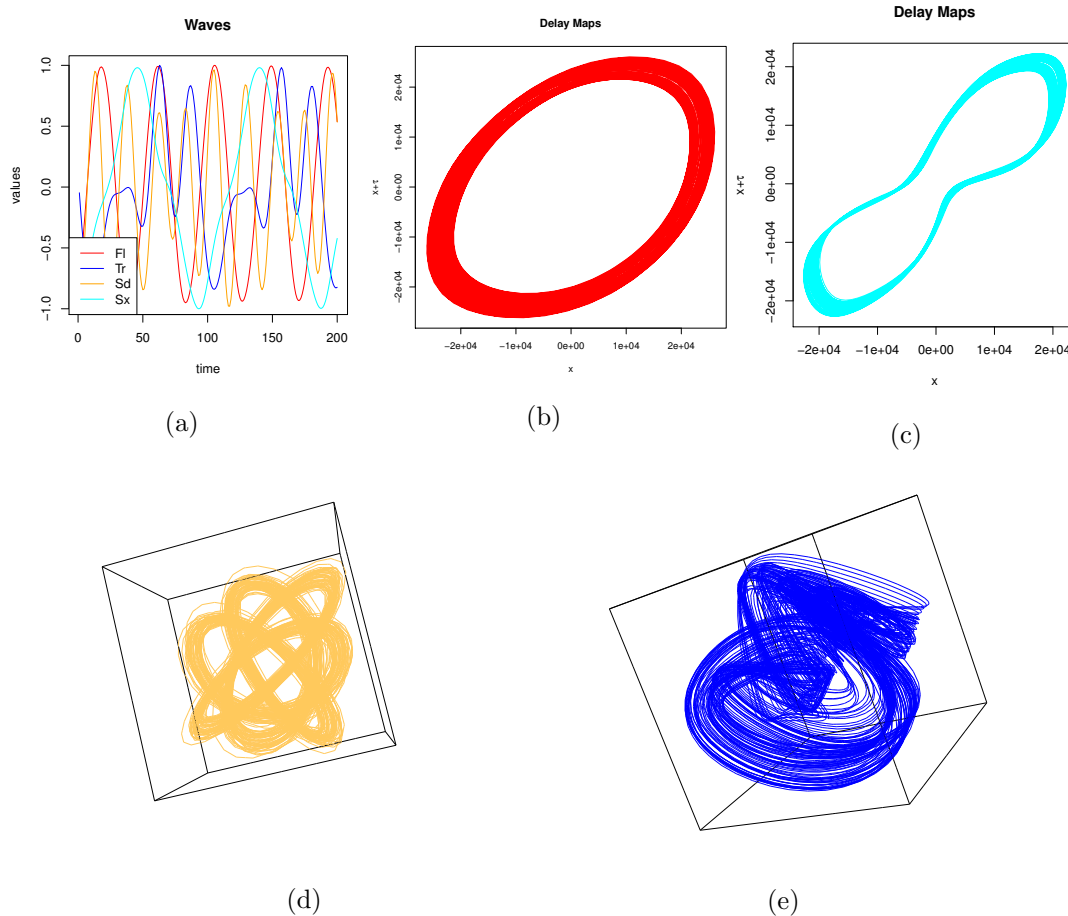 Waves
values
1.0
0.5
0.0
−0.5
−1.0
Fl
Tr
Sd
Sx
0 50 100 150 200
time
(a)
Delay Maps
x+τ
2e+04
1e+04
0e+00
−1e+04
−2e+04
−2e+04 −1e+04 0e+00 1e+04 2e+04
x
(b)
Delay Maps
x+τ
2e+04
1e+04
0e+00
−1e+04
−2e+04
−2e+04 −1e+04 0e+00 1e+04 2e+04
x
(c)
(d)
(e)